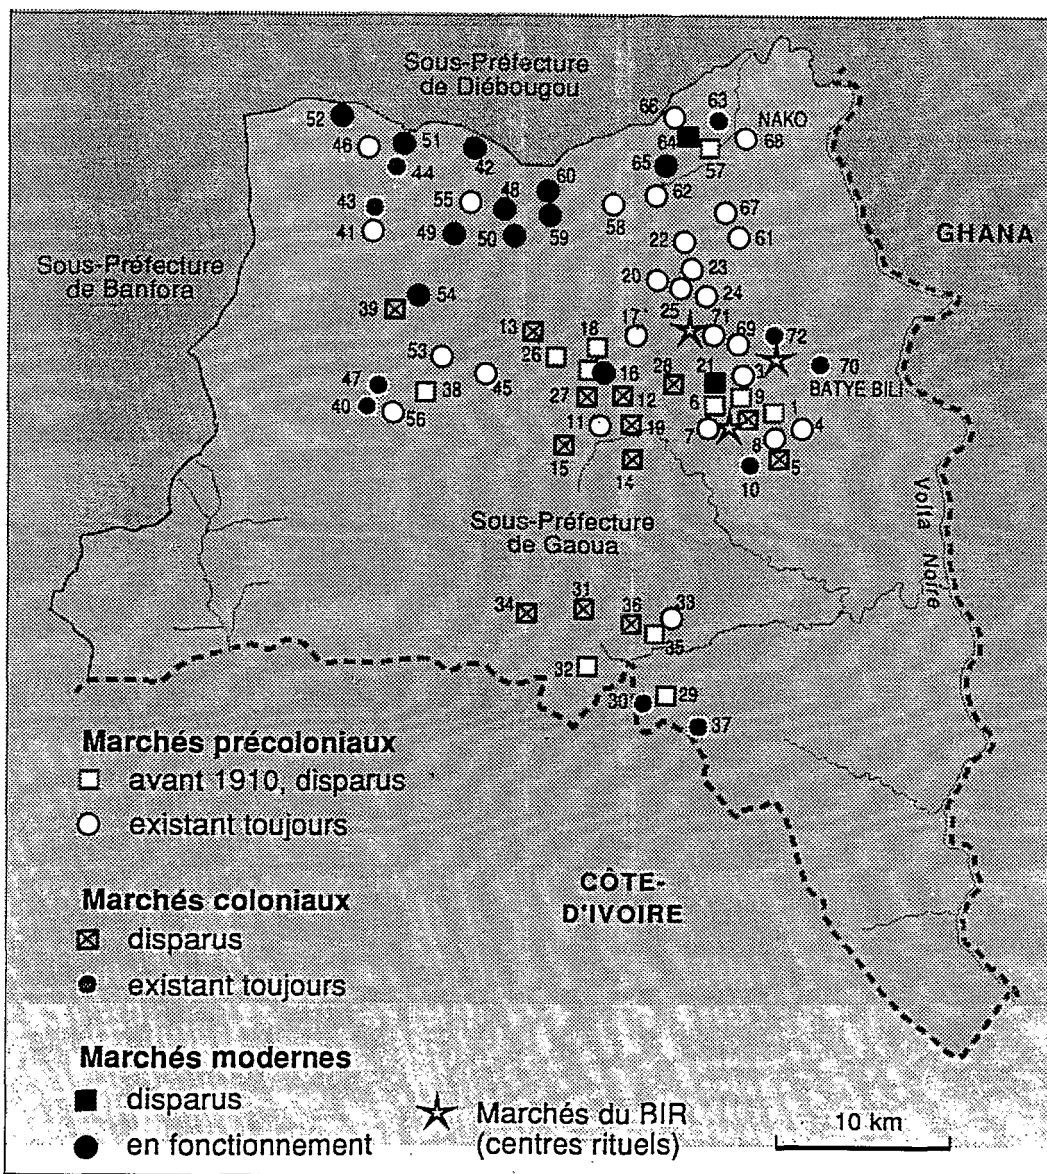 Sous-Préfecture
de Diébougou
52
66
63
NAKO
51
64
68
46
42
57
44
65
60
62
43
55
48
67
58
41
49
50
59
22
61
GHANA
Sous-Préfecture
de Banfora
20
23
24
54
25
39
17
71
13
18
69
72
53
26
3
70
16
28
21
BATYE BILI
47
38
45
27
12
6
9
1
40
56
11
19
7
4
8
15
14
10
5
Volta Noire
Sous-Préfecture
de Gaoua
34
31
36
33
35
32
29
30
37
Marchés précoloniaux
avant 1910, disparus
existant toujours
CÔTE-
D'IVOIRE
Marchés coloniaux
disparus
existant toujours
Marchés modernes
disparus
en fonctionnement
Marchés du BIR
(centres rituels)
10 km